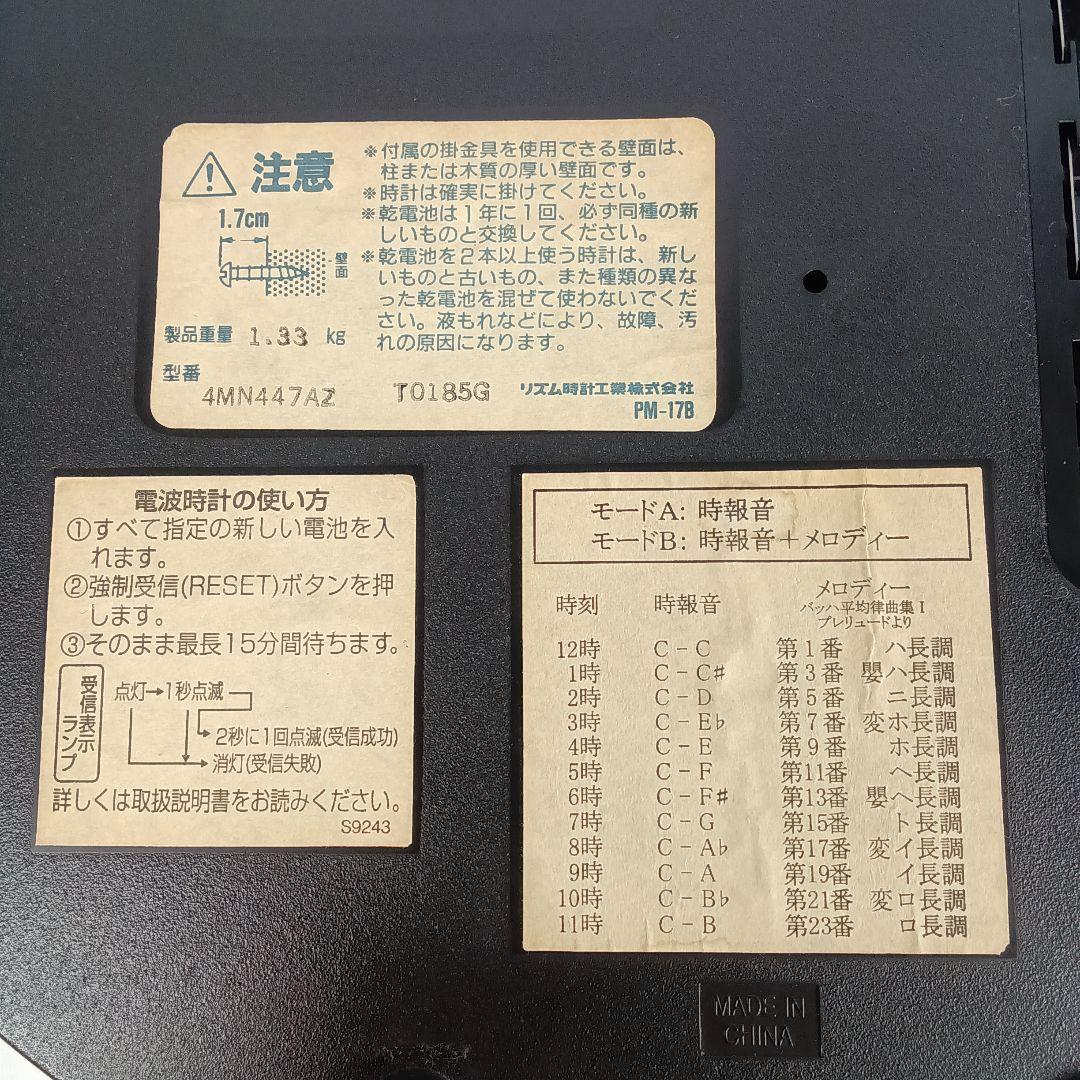 注意
1.7cm
壁面
製品重量 1.33 kg
型番
4MN447AZ T0185G
※付属の掛金具を使用できる壁面は、
柱または木質の厚い壁面です。
※時計は確実に掛けてください。
※乾電池は1年に1回、必ず同種の新
しいものと交換してください。
※乾電池を2本以上使う時計は、新し
いものと古いもの、また種類の異な
った乾電池を混ぜて使わないでくだ
さい。液もれなどにより、故障、汚
れの原因になります。
リズム時計工業株式会社
PM-17B
電波時計の使い方
①すべて指定の新しい電池を入
れます。
②強制受信(RESET)ボタンを押
します。
③そのまま最長15分間待ちます。
受信表示
ランプ
点灯→1秒点滅
2秒に1回点滅(受信成功)
消灯(受信失敗)
詳しくは取扱説明書をお読みください。
S9243
モードA: 時報音
モードB: 時報音+メロディー
時刻 時報音 メロディー
バッハ平均律曲集Ⅰ
プレリュードより
12時 C-C 第1番 ハ長調
1時 C-C♯ 第3番 嬰ハ長調
2時 C-D 第5番 ニ長調
3時 C-E♭ 第7番 変ホ長調
4時 C-E 第9番 ホ長調
5時 C-F 第11番 ヘ長調
6時 C-F♯ 第13番 嬰ヘ長調
7時 C-G 第15番 ト長調
8時 C-A♭ 第17番 変イ長調
9時 C-A 第19番 イ長調
10時 C-B♭ 第21番 変ロ長調
11時 C-B 第23番 ロ長調
MADE IN
CHINA